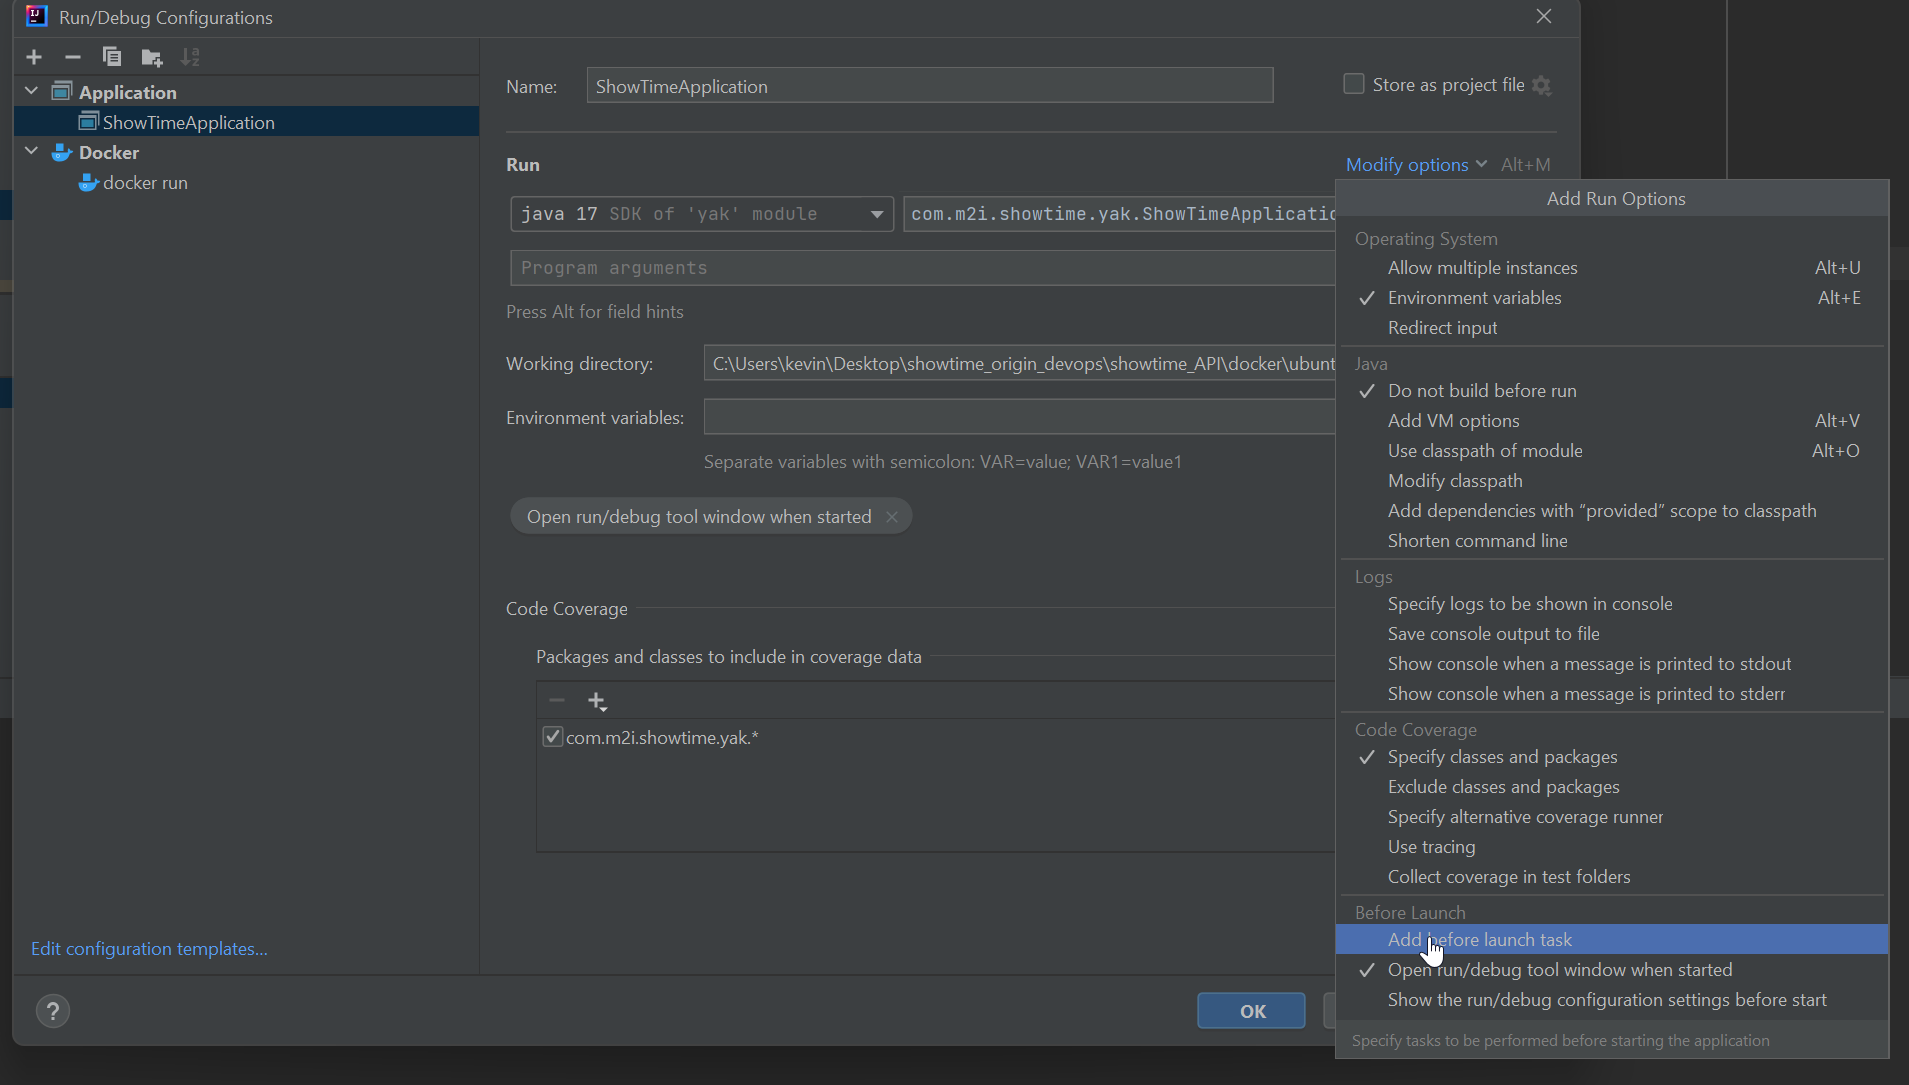 Run/Debug Configurations
Application
ShowTimeApplication
Docker
docker run
Edit configuration templates...
Name: ShowTimeApplication
Store as project file
Run
Modify options Alt+M
java 17 SDK of 'yak' module
com.m2i.showtime.yak.ShowTimeApplicatio
Program arguments
Press Alt for field hints
Working directory: C:\Users\kevin\Desktop\showtime_origin_devops\showtime_API\docker\ubunt
Environment variables:
Separate variables with semicolon: VAR=value; VAR1=value1
Open run/debug tool window when started
Code Coverage
Packages and classes to include in coverage data
com.m2i.showtime.yak.*
OK
?
Add Run Options
Operating System
Allow multiple instances Alt+U
Environment variables Alt+E
Redirect input
Java
Do not build before run
Add VM options Alt+V
Use classpath of module Alt+O
Modify classpath
Add dependencies with “provided” scope to classpath
Shorten command line
Logs
Specify logs to be shown in console
Save console output to file
Show console when a message is printed to stdout
Show console when a message is printed to stderr
Code Coverage
Specify classes and packages
Exclude classes and packages
Specify alternative coverage runner
Use tracing
Collect coverage in test folders
Before Launch
Add before launch task
Open run/debug tool window when started
Show the run/debug configuration settings before start
Specify tasks to be performed before starting the application